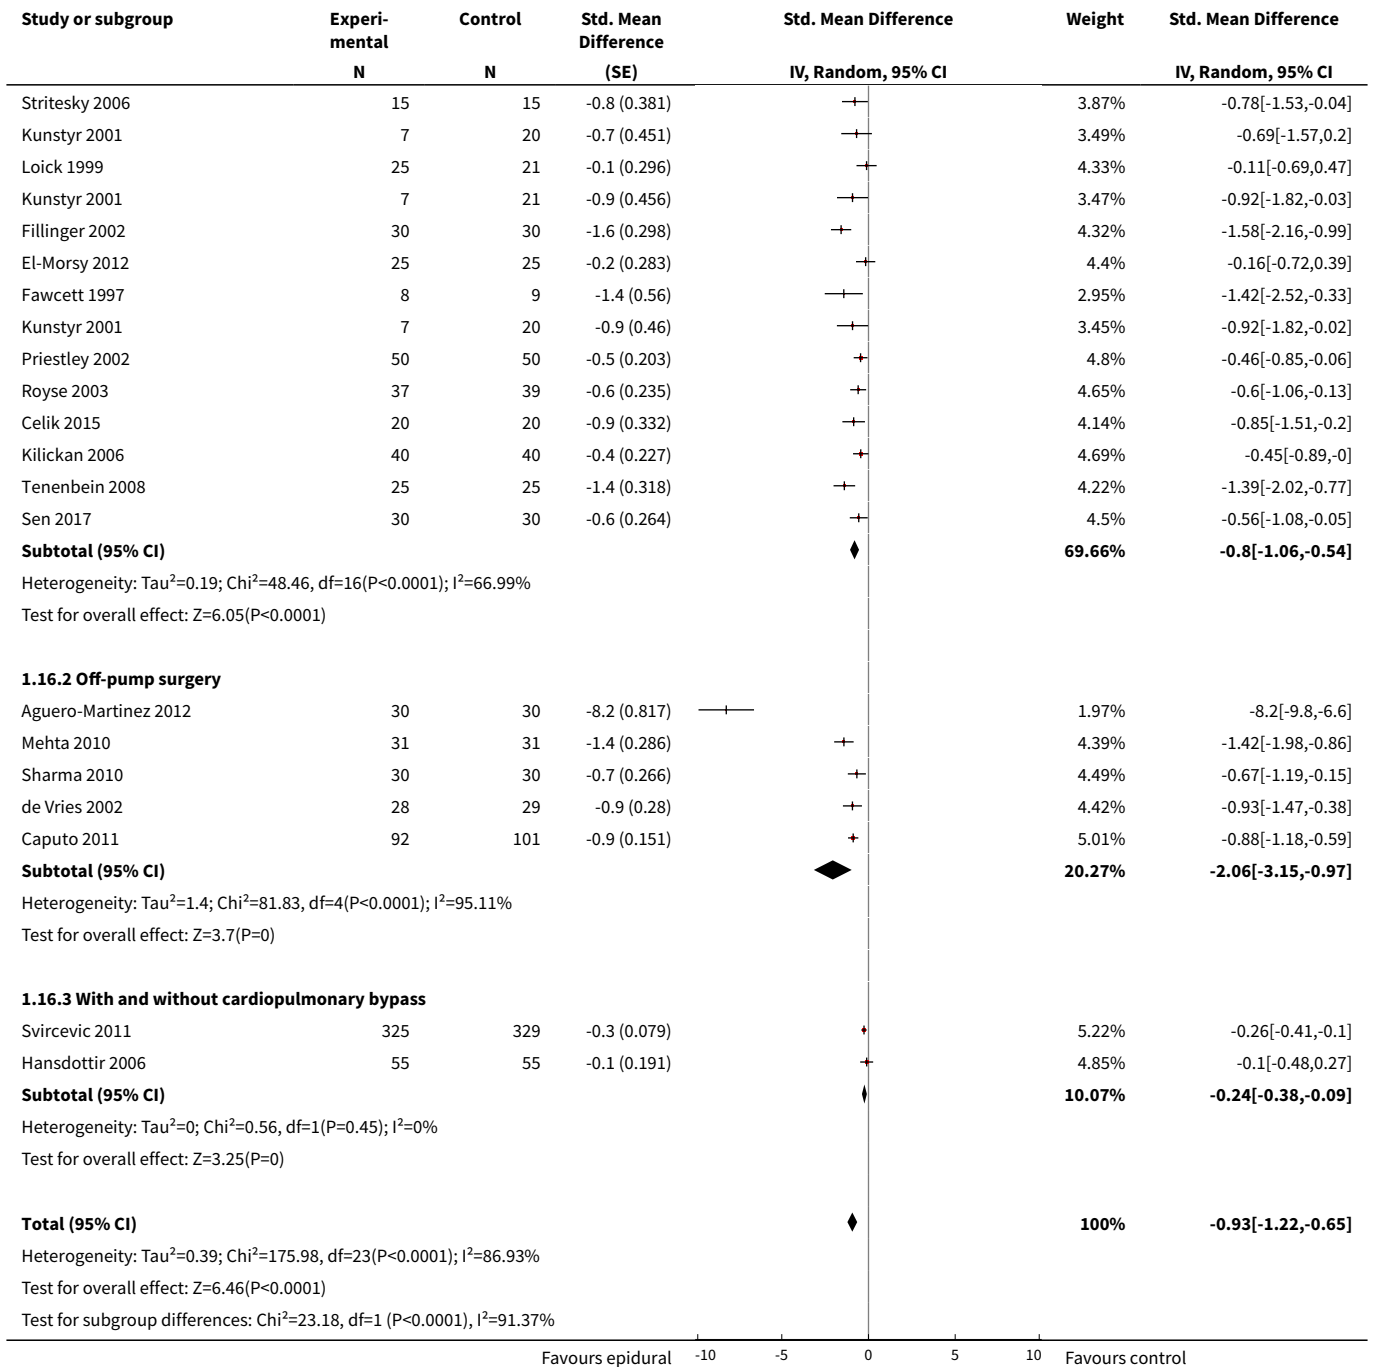 Study or subgroup Experi- Control Std. Mean Std. Mean Difference Weight Std. Mean Difference
mental Difference
N N (SE) IV, Random, 95% CI IV, Random, 95% CI
Stritesky 2006 15 15 -0.8 (0.381) 3.87% -0.78[-1.53,-0.04]
Kunstyr 2001 7 20 -0.7 (0.451) 3.49% -0.69[-1.57,0.2]
Loick 1999 25 21 -0.1 (0.296) 4.33% -0.11[-0.69,0.47]
Kunstyr 2001 7 21 -0.9 (0.456) 3.47% -0.92[-1.82,-0.03]
Fillinger 2002 30 30 -1.6 (0.298) 4.32% -1.58[-2.16,-0.99]
El-Morsy 2012 25 25 -0.2 (0.283) 4.4% -0.16[-0.72,0.39]
Fawcett 1997 8 9 -1.4 (0.56) 2.95% -1.42[-2.52,-0.33]
Kunstyr 2001 7 20 -0.9 (0.46) 3.45% -0.92[-1.82,-0.02]
Priestley 2002 50 50 -0.5 (0.203) 4.8% -0.46[-0.85,-0.06]
Royse 2003 37 39 -0.6 (0.235) 4.65% -0.6[-1.06,-0.13]
Celik 2015 20 20 -0.9 (0.332) 4.14% -0.85[-1.51,-0.2]
Kilickan 2006 40 40 -0.4 (0.227) 4.69% -0.45[-0.89,-0]
Tenenbein 2008 25 25 -1.4 (0.318) 4.22% -1.39[-2.02,-0.77]
Sen 2017 30 30 -0.6 (0.264) 4.5% -0.56[-1.08,-0.05]
Subtotal (95% CI) 69.66% -0.8[-1.06,-0.54]
Heterogeneity: Tau²=0.19; Chi²=48.46, df=16(P<0.0001); I²=66.99%
Test for overall effect: Z=6.05(P<0.0001)
1.16.2 Off-pump surgery
Aguero-Martinez 2012 30 30 -8.2 (0.817) 1.97% -8.2[-9.8,-6.6]
Mehta 2010 31 31 -1.4 (0.286) 4.39% -1.42[-1.98,-0.86]
Sharma 2010 30 30 -0.7 (0.266) 4.49% -0.67[-1.19,-0.15]
de Vries 2002 28 29 -0.9 (0.28) 4.42% -0.93[-1.47,-0.38]
Caputo 2011 92 101 -0.9 (0.151) 5.01% -0.88[-1.18,-0.59]
Subtotal (95% CI) 20.27% -2.06[-3.15,-0.97]
Heterogeneity: Tau²=1.4; Chi²=81.83, df=4(P<0.0001); I²=95.11%
Test for overall effect: Z=3.7(P=0)
1.16.3 With and without cardiopulmonary bypass
Svircevic 2011 325 329 -0.3 (0.079) 5.22% -0.26[-0.41,-0.1]
Hansdottir 2006 55 55 -0.1 (0.191) 4.85% -0.1[-0.48,0.27]
Subtotal (95% CI) 10.07% -0.24[-0.38,-0.09]
Heterogeneity: Tau²=0; Chi²=0.56, df=1(P=0.45); I²=0%
Test for overall effect: Z=3.25(P=0)
Total (95% CI) 100% -0.93[-1.22,-0.65]
Heterogeneity: Tau²=0.39; Chi²=175.98, df=23(P<0.0001); I²=86.93%
Test for overall effect: Z=6.46(P<0.0001)
Test for subgroup differences: Chi²=23.18, df=1 (P<0.0001), I²=91.37%
Favours epidural -10 -5 0 5 10 Favours control